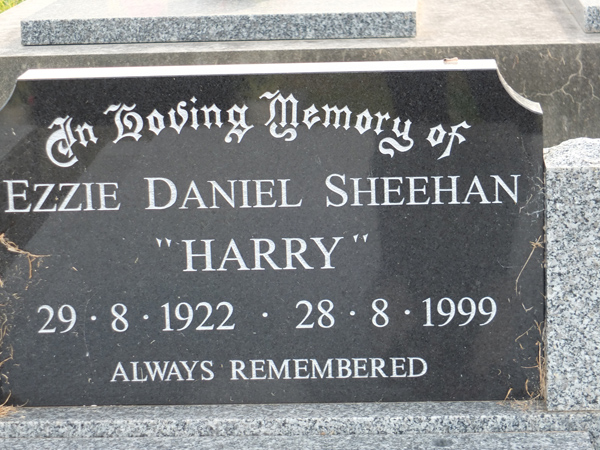 In Loving Memory of
EZZIE DANIEL SHEEHAN
"HARRY"
29 · 8 · 1922 · 28 · 8 · 1999
ALWAYS REMEMBERED